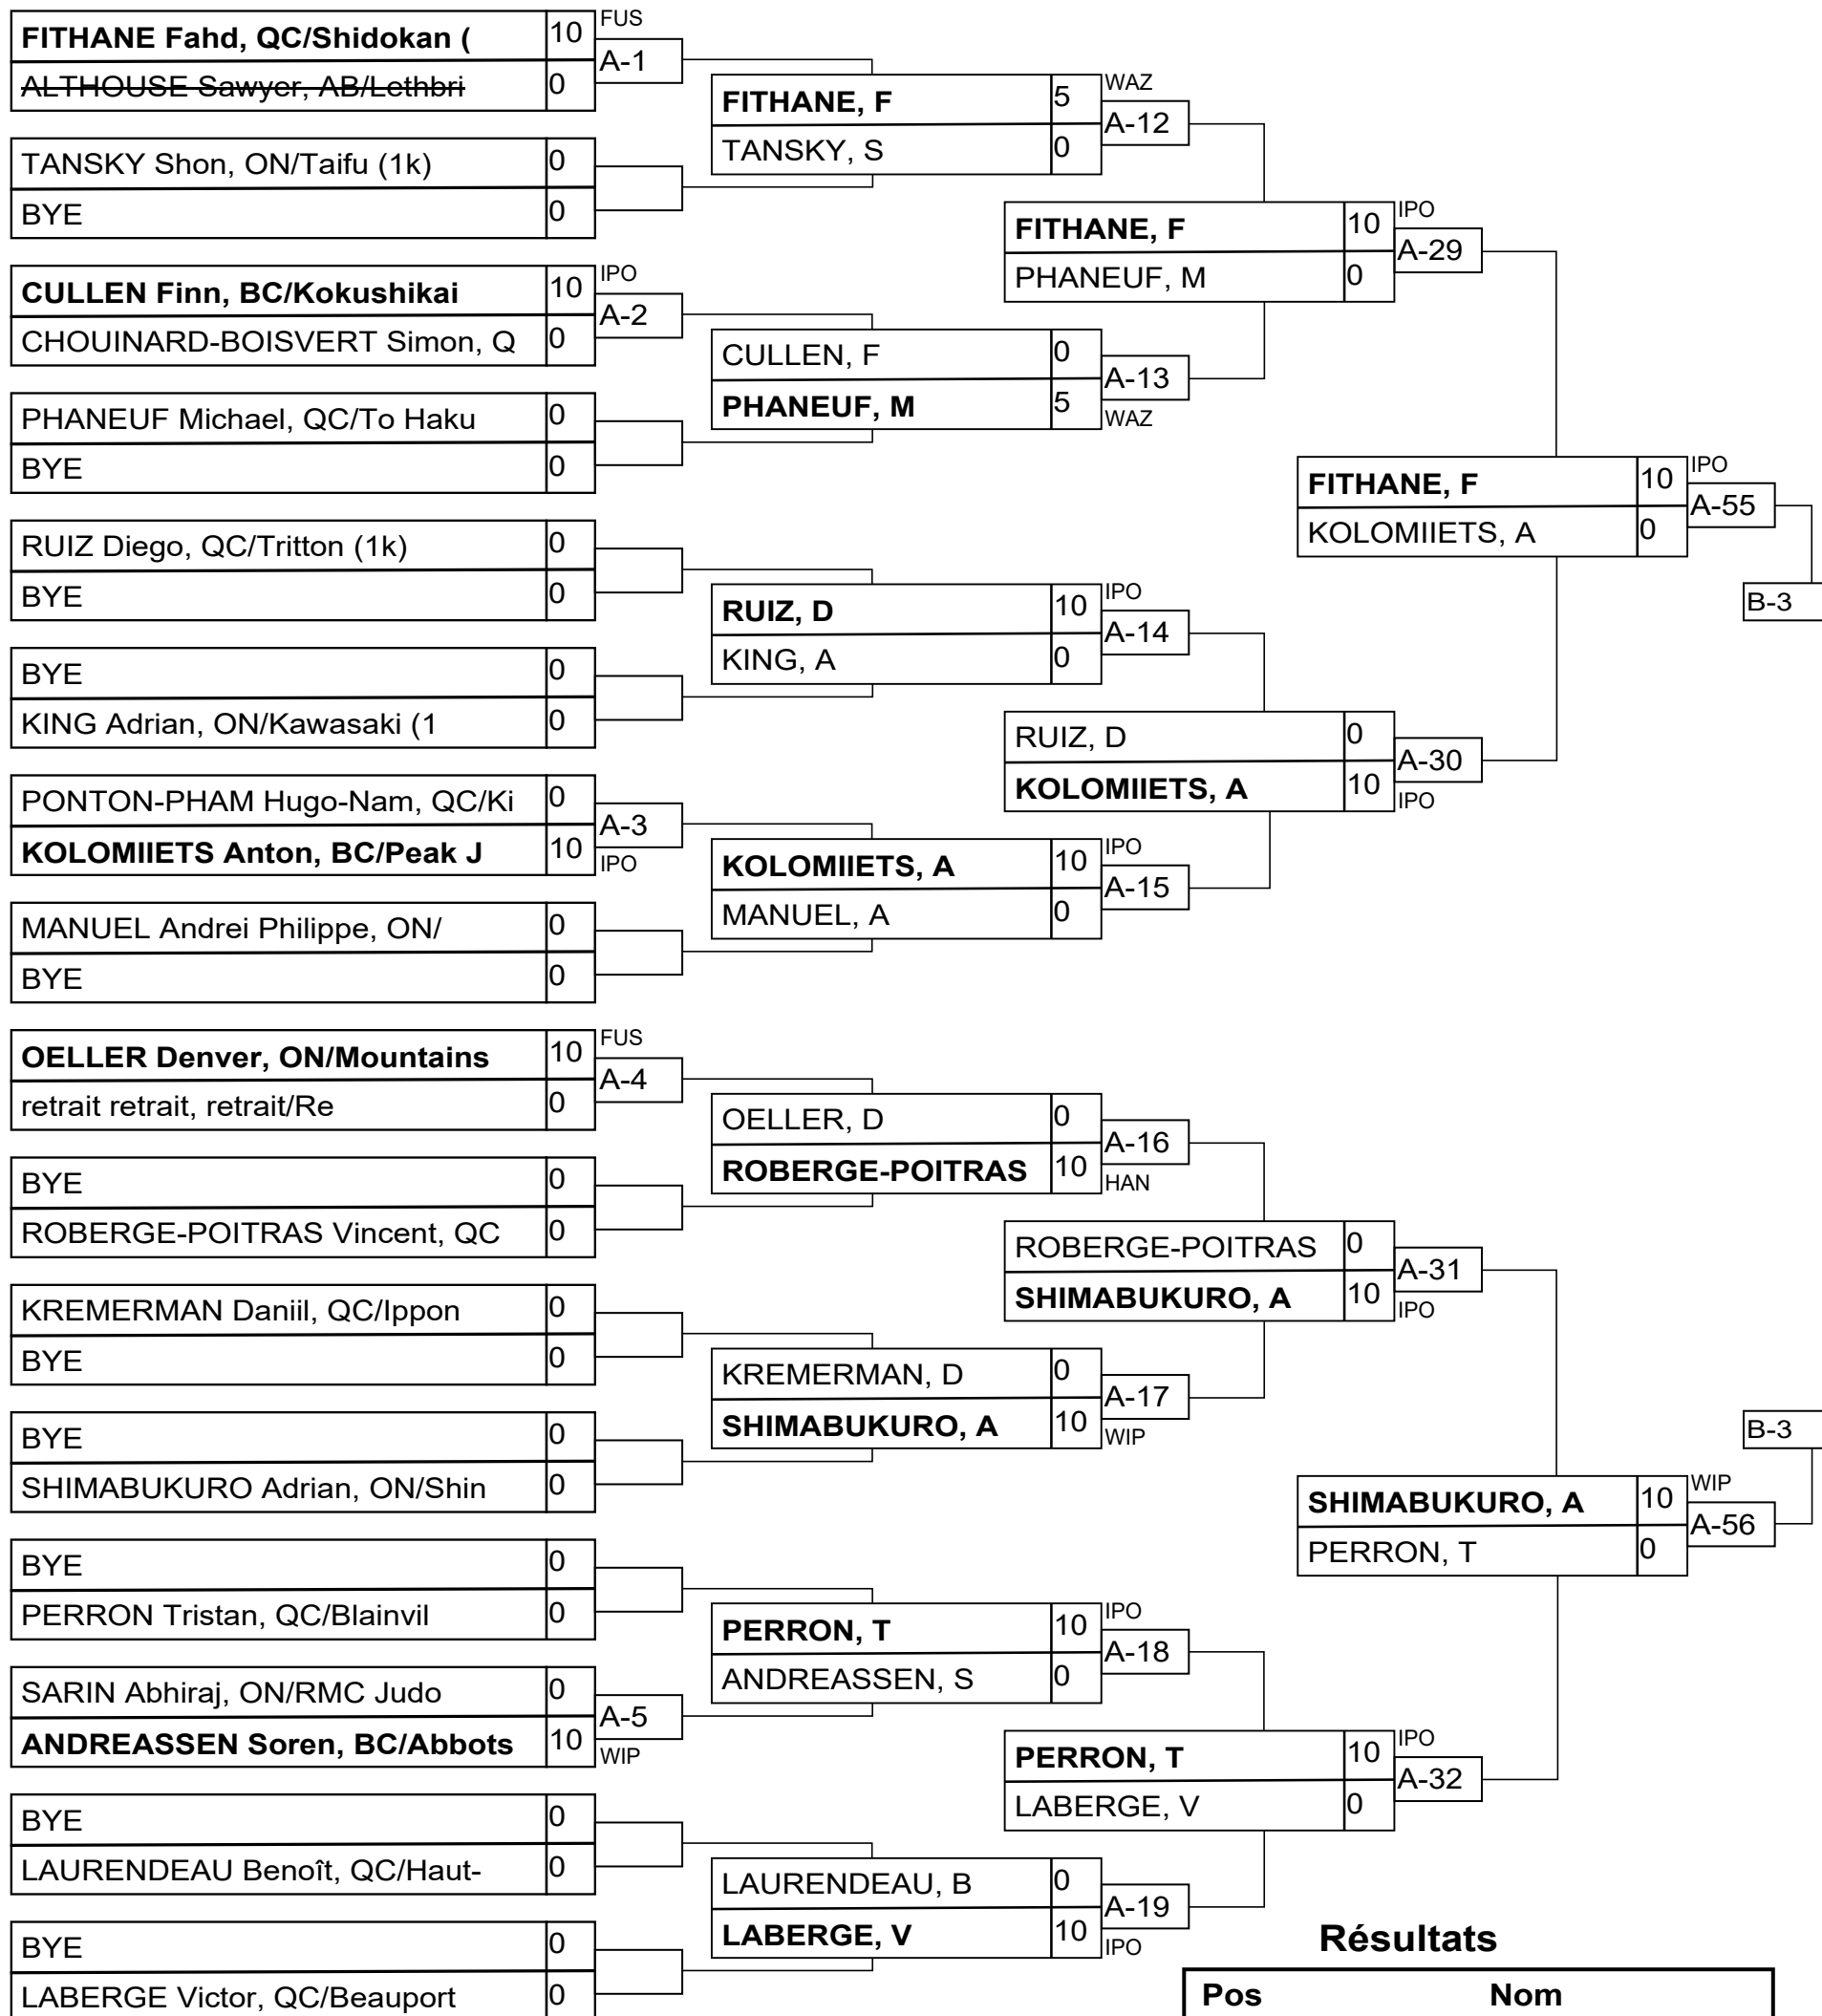 FITHANE Fahd, QC/Shidokan ( 10 FUS
A-1
ALTHOUSE Sawyer, AB/Lethbri 0
TANSKY Shon, ON/Taifu (1k) 0
BYE 0
CULLEN Finn, BC/Kokushikai 10 IPO
A-2
CHOUINARD-BOISVERT Simon, Q 0
PHANEUF Michael, QC/To Haku 0
BYE 0
RUIZ Diego, QC/Tritton (1k) 0
BYE 0
BYE 0
KING Adrian, ON/Kawasaki (1 0
PONTON-PHAM Hugo-Nam, QC/Ki 0
A-3
KOLOMIIETS Anton, BC/Peak J 10 IPO
MANUEL Andrei Philippe, ON/ 0
BYE 0
OELLER Denver, ON/Mountains 10 FUS
A-4
retrait retrait, retrait/Re 0
BYE 0
ROBERGE-POITRAS Vincent, QC 0
KREMERMAN Daniil, QC/Ippon 0
BYE 0
BYE 0
SHIMABUKURO Adrian, ON/Shin 0
BYE 0
PERRON Tristan, QC/Blainvil 0
SARIN Abhiraj, ON/RMC Judo 0
A-5
ANDREASSEN Soren, BC/Abbots 10 WIP
BYE 0
LAURENDEAU Benoît, QC/Haut- 0
BYE 0
LABERGE Victor, QC/Beauport 0
FITHANE, F 5 WAZ
A-12
TANSKY, S 0
CULLEN, F 0
A-13
PHANEUF, M 5 WAZ
RUIZ, D 10 IPO
A-14
KING, A 0
KOLOMIIETS, A 10 IPO
A-15
MANUEL, A 0
OELLER, D 0
A-16
ROBERGE-POITRAS 10 HAN
KREMERMAN, D 0
A-17
SHIMABUKURO, A 10 WIP
PERRON, T 10 IPO
A-18
ANDREASSEN, S 0
LAURENDEAU, B 0
A-19
LABERGE, V 10 IPO
FITHANE, F 10 IPO
A-29
PHANEUF, M 0
RUIZ, D 0
A-30
KOLOMIIETS, A 10 IPO
ROBERGE-POITRAS 0
A-31
SHIMABUKURO, A 10 IPO
PERRON, T 10 IPO
A-32
LABERGE, V 0
FITHANE, F 10 IPO
A-55
KOLOMIIETS, A 0
B-3
B-3
SHIMABUKURO, A 10 WIP
A-56
PERRON, T 0
Résultats
Pos Nom